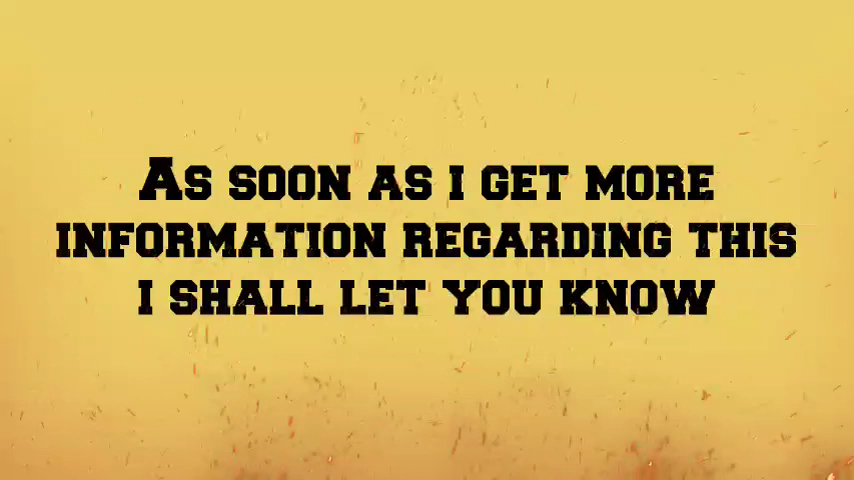 As soon as i get more
information regarding this
i shall let you know